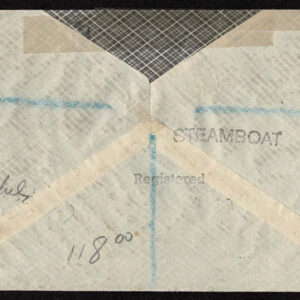 STEAMBOAT
Registered
118 00